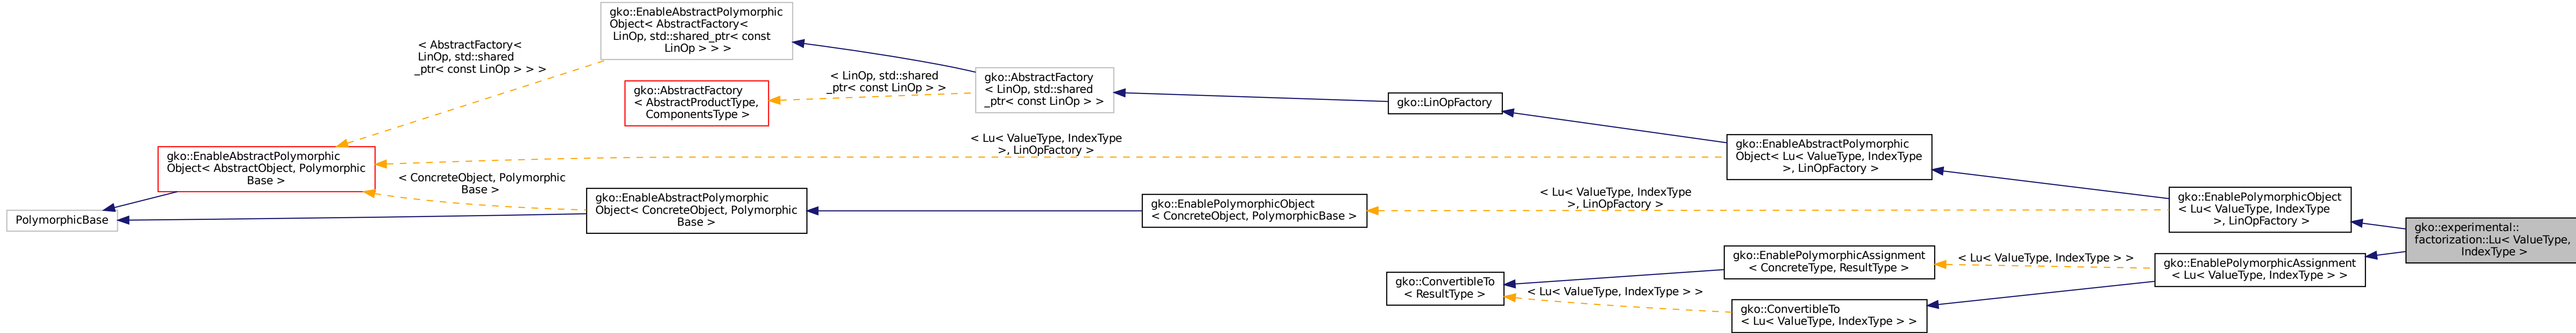 gko::EnableAbstractPolymorphic
Object< AbstractFactory<
LinOp, std::shared_ptr< const
LinOp > > >
< AbstractFactory<
LinOp, std::shared
_ptr< const LinOp > > >
gko::AbstractFactory
< AbstractProductType,
ComponentsType >
< LinOp, std::shared
_ptr< const LinOp > >
gko::AbstractFactory
< LinOp, std::shared
_ptr< const LinOp > >
gko::LinOpFactory
gko::EnableAbstractPolymorphic
Object< AbstractObject, Polymorphic
Base >
< Lu< ValueType, IndexType
>, LinOpFactory >
gko::EnableAbstractPolymorphic
Object< Lu< ValueType, IndexType
>, LinOpFactory >
< ConcreteObject, Polymorphic
Base >
PolymorphicBase
gko::EnableAbstractPolymorphic
Object< ConcreteObject, Polymorphic
Base >
gko::EnablePolymorphicObject
< ConcreteObject, PolymorphicBase >
< Lu< ValueType, IndexType
>, LinOpFactory >
gko::EnablePolymorphicObject
< Lu< ValueType, IndexType
>, LinOpFactory >
gko::experimental::
factorization::Lu< ValueType,
IndexType >
gko::EnablePolymorphicAssignment
< ConcreteType, ResultType >
< Lu< ValueType, IndexType > >
gko::EnablePolymorphicAssignment
< Lu< ValueType, IndexType > >
gko::ConvertibleTo
< ResultType >
< Lu< ValueType, IndexType > >
gko::ConvertibleTo
< Lu< ValueType, IndexType > >